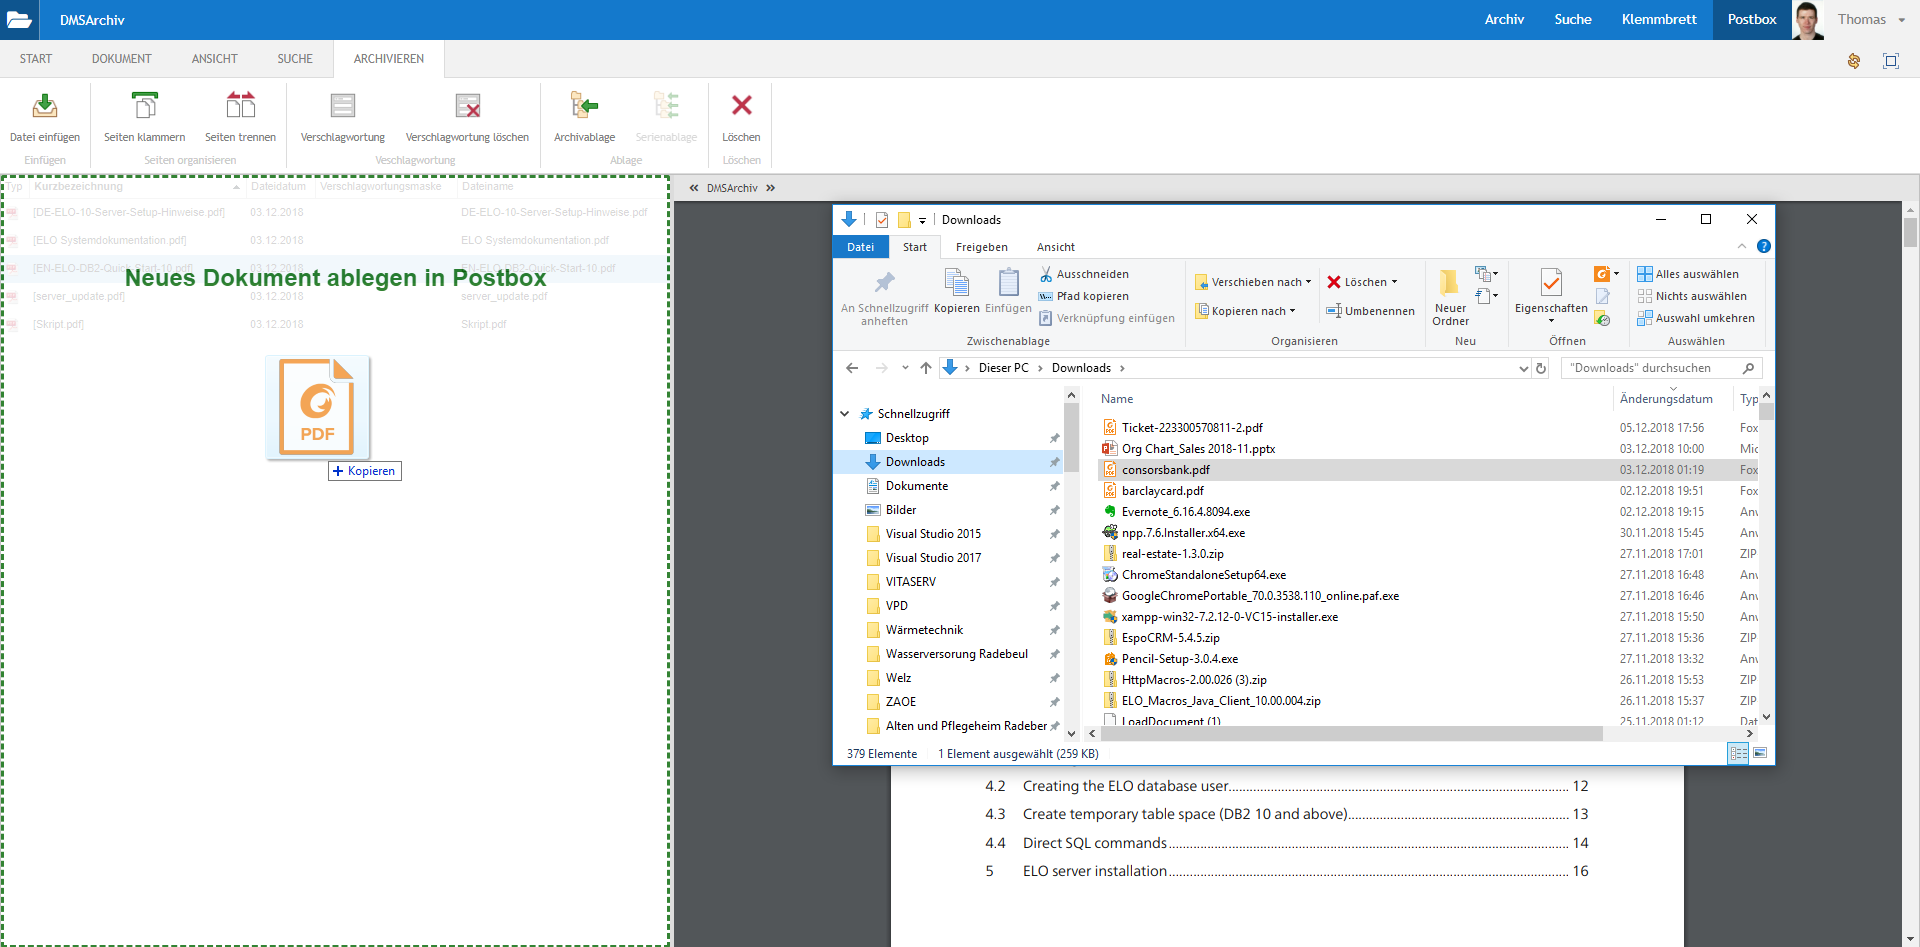 DMSArchiv
Archiv Suche Klemmbrett Postbox Thomas
START DOKUMENT ANSICHT SUCHE ARCHIVIEREN
Datei einfügen Seiten klammern Seiten trennen Verschlagwortung Verschlagwortung löschen Archivablage Serienablage Löschen
Einfügen Seiten organisieren Veschlagwortung Ablage Löschen
Typ Kurzbezeichnung Dateidatum Verschlagwortungsmaske Dateiname
[DE-ELO-10-Server-Setup-Hinweise.pdf] 03.12.2018 DE-ELO-10-Server-Setup-Hinweise.pdf
[ELO Systemdokumentation.pdf] 03.12.2018 ELO Systemdokumentation.pdf
[EN-ELO-DB2-Quick-Start-10.pdf] 03.12.2018 EN-ELO-DB2-Quick-Start-10.pdf
Neues Dokument ablegen in Postbox
[server_update.pdf] 03.12.2018 server_update.pdf
[Skript.pdf] 03.12.2018 Skript.pdf
PDF
+ Kopieren
« DMSArchiv »
Downloads
Datei Start Freigeben Ansicht
An Schnellzugriff anheften
Kopieren
Einfügen
Ausschneiden
Pfad kopieren
Verknüpfung einfügen
Zwischenablage
Verschieben nach
Kopieren nach
Löschen
Umbenennen
Organisieren
Neuer Ordner
Neu
Eigenschaften
Öffnen
Alles auswählen
Nichts auswählen
Auswahl umkehren
Auswählen
Dieser PC > Downloads >
"Downloads" durchsuchen
Schnellzugriff
Desktop
Downloads
Dokumente
Bilder
Visual Studio 2015
Visual Studio 2017
VITASERV
VPD
Wärmetechnik
Wasserversorung Radebeul
Welz
ZAOE
Alten und Pflegeheim Radeber
Name Änderungsdatum Typ
Ticket-223300570811-2.pdf 05.12.2018 17:56 Fox
Org Chart_Sales 2018-11.pptx 03.12.2018 10:00 Mic
consorsbank.pdf 03.12.2018 01:19 Fox
barclaycard.pdf 02.12.2018 19:51 Fox
Evernote_6.16.4.8094.exe 02.12.2018 19:15 Anv
npp.7.6.Installer.x64.exe 30.11.2018 15:45 Anv
real-estate-1.3.0.zip 27.11.2018 17:01 ZIP
ChromeStandaloneSetup64.exe 27.11.2018 16:48 Anv
GoogleChromePortable_70.0.3538.110_online.paf.exe 27.11.2018 16:46 Anv
xampp-win32-7.2.12-0-VC15-installer.exe 27.11.2018 15:50 Anv
EspoCRM-5.4.5.zip 27.11.2018 15:36 ZIP
Pencil-Setup-3.0.4.exe 27.11.2018 13:32 Anv
HttpMacros-2.00.026 (3).zip 26.11.2018 15:53 ZIP
ELO_Macros_Java_Client_10.00.004.zip 26.11.2018 15:37 ZIP
LoadDocument (1) 25.11.2018 01:12 Dat
379 Elemente 1 Element ausgewählt (259 KB)
4.2 Creating the ELO database user 12
4.3 Create temporary table space (DB2 10 and above) 13
4.4 Direct SQL commands 14
5 ELO server installation 16